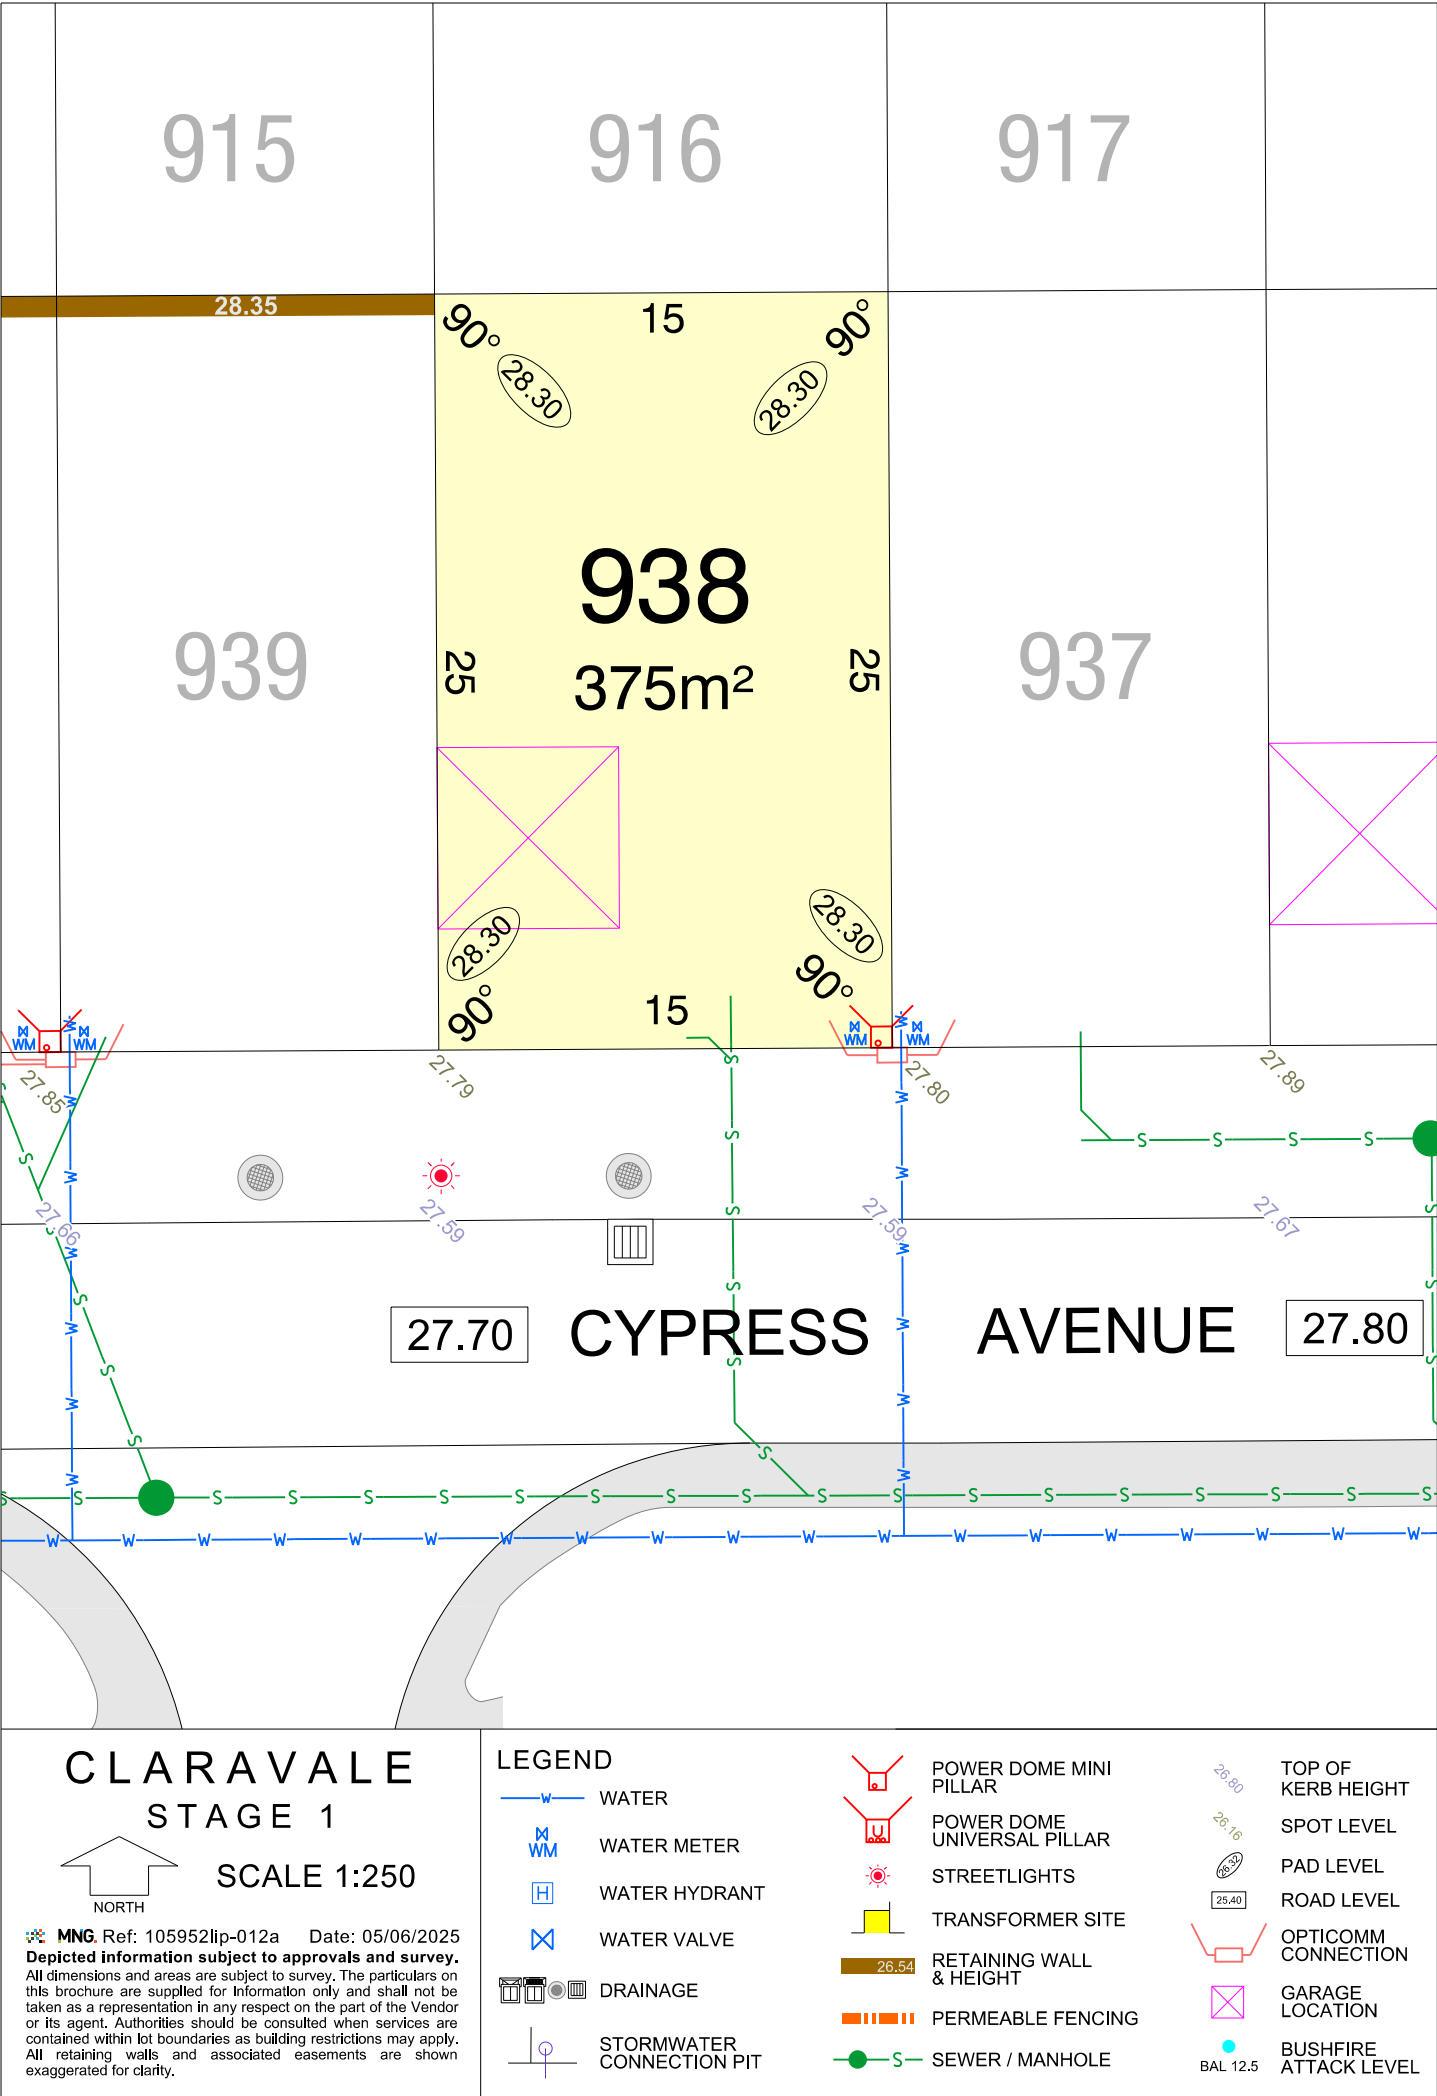 915
916
917
28.35
90°
15
90°
28.30
28.30
938
939
25
375m²
25
937
28.30
28.30
90°
15
90°
WM
WM
WM
WM
27.85
27.79
27.80
27.89
27.66
27.59
27.59
27.67
27.70
CYPRESS AVENUE
27.80
CLARAVALE
STAGE 1
SCALE 1:250
NORTH
MNG. Ref: 105952lip-012a Date: 05/06/2025
Depicted information subject to approvals and survey.
All dimensions and areas are subject to survey. The particulars on
this brochure are supplied for information only and shall not be
taken as a representation in any respect on the part of the Vendor
or its agent. Authorities should be consulted when services are
contained within lot boundaries as building restrictions may apply.
All retaining walls and associated easements are shown
exaggerated for clarity.
LEGEND
W WATER
WM WATER METER
H WATER HYDRANT
WATER VALVE
DRAINAGE
STORMWATER
CONNECTION PIT
POWER DOME MINI
PILLAR
U POWER DOME
UNIVERSAL PILLAR
STREETLIGHTS
TRANSFORMER SITE
26.54 RETAINING WALL
& HEIGHT
PERMEABLE FENCING
S SEWER / MANHOLE
26.80 TOP OF
KERB HEIGHT
26.16 SPOT LEVEL
26.32 PAD LEVEL
25.40 ROAD LEVEL
OPTICOMM
CONNECTION
GARAGE
LOCATION
BAL 12.5 BUSHFIRE
ATTACK LEVEL